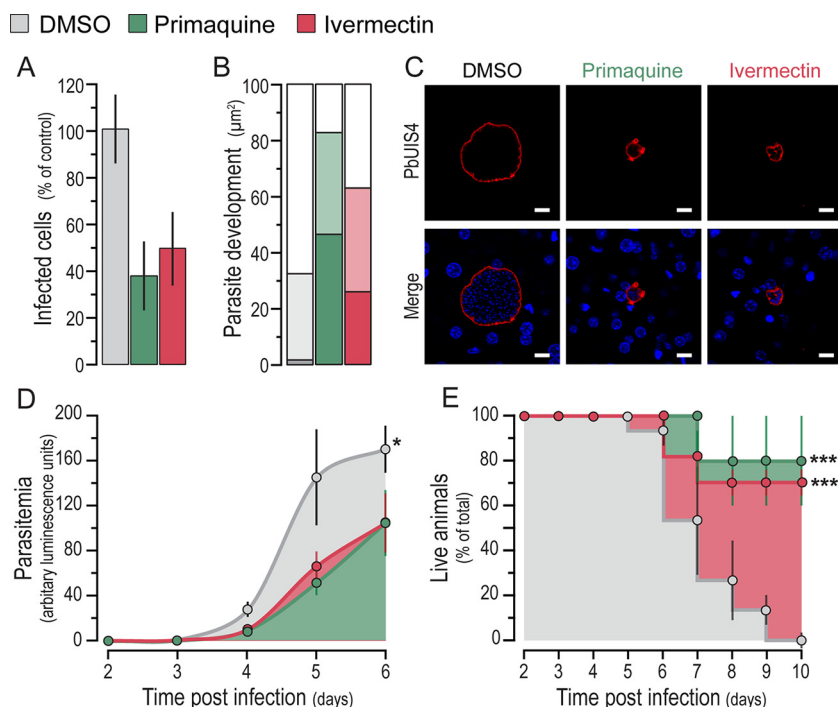 DMSO Primaquine Ivermectin
A
Infected cells (% of control)
120
100
80
60
40
20
0
B
Parasite development (µm²)
100
80
60
40
20
0
C
DMSO Primaquine Ivermectin
PbUIS4
Merge
D
Parasitemia
(arbitary luminescence units)
200
160
120
80
40
0
*
2 3 4 5 6
Time post infection (days)
E
Live animals
(% of total)
100
80
60
40
20
0
***
***
2 3 4 5 6 7 8 9 10
Time post infection (days)